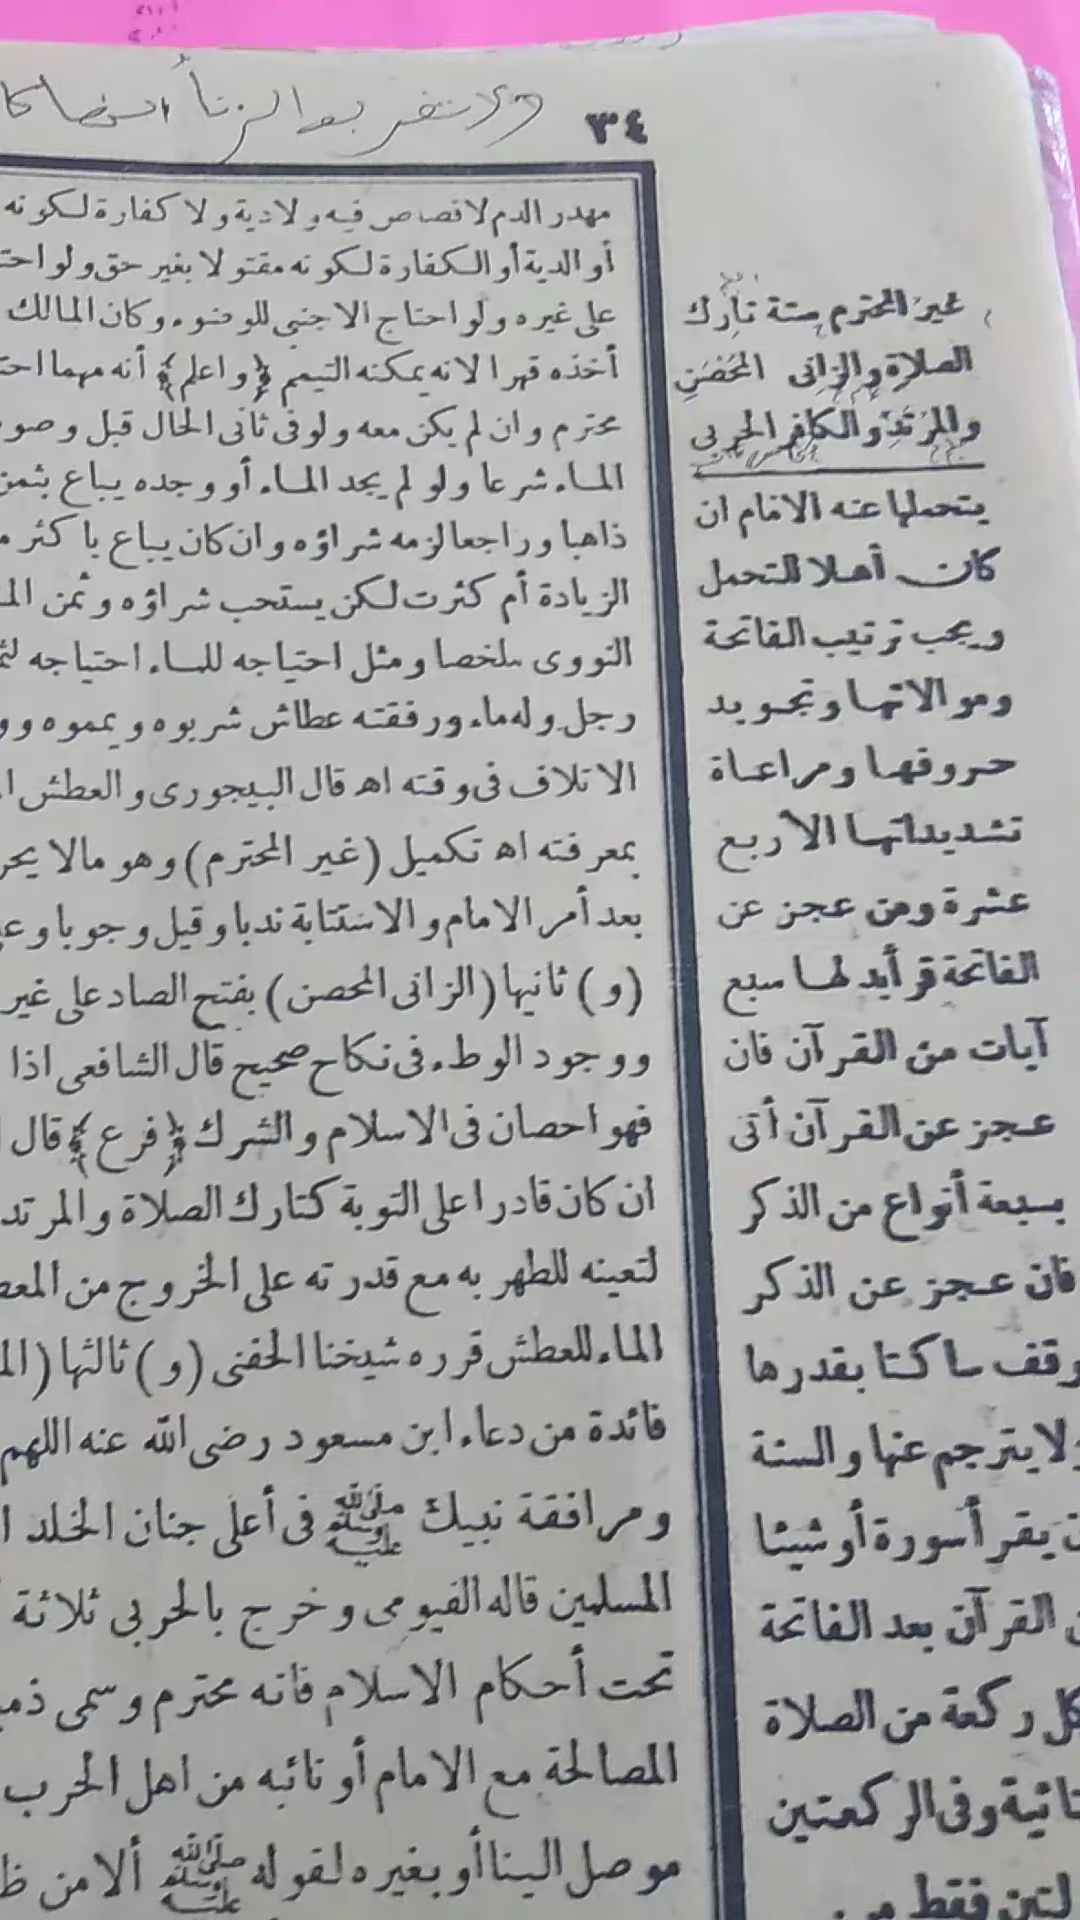 ٣٤
غير المحترم ستة تارك
الصلاة والزانى المحصن
والمرتد والكافر الحربى
يتحملها عنه الامام ان
كان أهلا للتحمل
ويجب ترتيب الفاتحة
وموالاتها وتجويد
حروفها ومراعاة
تشديداتها الأربع
عشرة ومن عجز عن
الفاتحة قرأ بدلها سبع
آيات من القرآن فان
عجز عن القرآن أتى
بسبعة أنواع من الذكر
فان عجز عن الذكر
وقف ساكتا بقدرها
ولا يترجم عنها والسنة
يقرأ سورة أو شيئا
القرآن بعد الفاتحة
كل ركعة من الصلاة
وفى الركعتين
فقط
مهدر الدم لا قصاص فيه ولا دية ولا كفارة لكونه
أو الدية أو الكفارة لكونه مقتولا بغير حق ولو
على غيره ولو احتاج الاجنبى للوضوء وكان المالك
أخذه قهرا لانه يمكنه التيمم ﴿واعلم﴾ أنه مهما
محترم وان لم يكن معه ولو فى ثانى الحال قبل
الماء شرعا ولو لم يجد الماء أو وجده يباع بثمن
ذاهبا وراجعا لزمه شراؤه وان كان يباع باكثر
الزيادة أم كثرت لكن يستحب شراؤه وثمن
النووى ملخصا ومثل احتياجه للماء احتياجه
رجل وله ماء ورفقته عطاش شربوه ويمموه
الاتلاف فى وقته اه قال البيجورى والعطش
بمعرفته اه تكميل (غير المحترم) وهو مالا
بعد أمر الامام والاستتابة ندبا وقيل وجوبا
(و) ثانيها (الزانى المحصن) بفتح الصاد على غير
ووجود الوطء فى نكاح صحيح قال الشافعى اذا
فهو احصان فى الاسلام والشرك ﴿فرع﴾ قال
ان كان قادرا على التوبة كتارك الصلاة والمرتد
لتعينه للطهر به مع قدرته على الخروج من
الماء للعطش قرره شيخنا الحفنى (و) ثالثها
فائدة من دعاء ابن مسعود رضى الله عنه اللهم
ومرافقة نبيك ﷺ فى أعلى جنان الخلد
المسلمين قاله الفيومى وخرج بالحربى ثلاثة
تحت أحكام الاسلام فانه محترم وسمى
المصالحة مع الامام أو نائبه من اهل الحرب
موصل الينا أو بغيره لقوله ﷺ ألا من